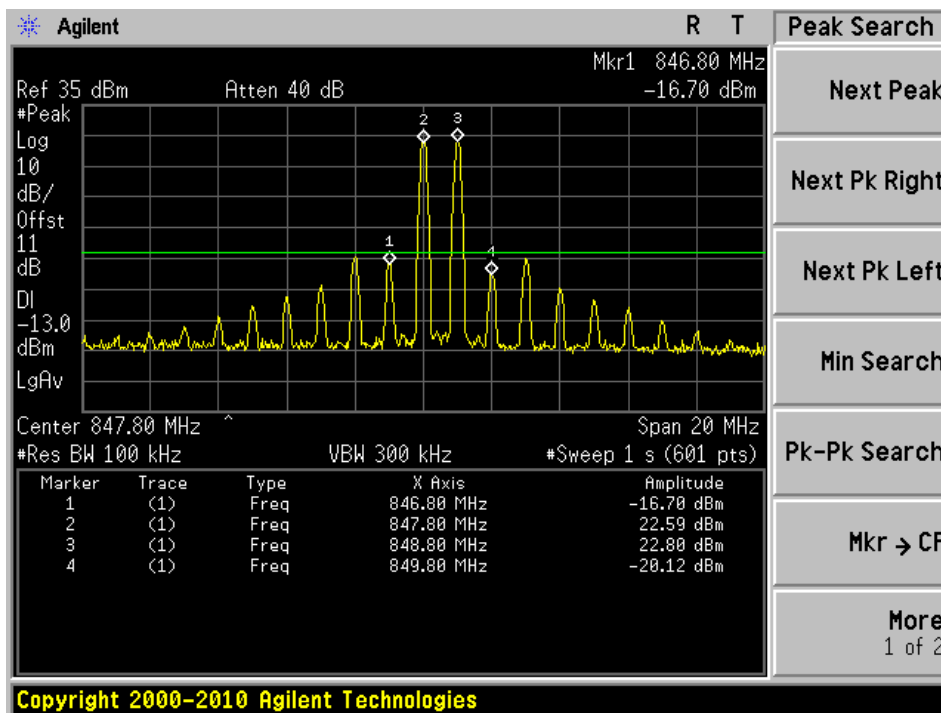 Agilent R T Peak Search
Mkr1 846.80 MHz
Ref 35 dBm Atten 40 dB -16.70 dBm
#Peak
Log
10
dB/
Offst
11
dB
DI
-13.0
dBm
LgAv
1
2
3
4
Center 847.80 MHz ^ Span 20 MHz
#Res BW 100 kHz VBW 300 kHz #Sweep 1 s (601 pts)
Marker Trace Type X Axis Amplitude
1 (1) Freq 846.80 MHz -16.70 dBm
2 (1) Freq 847.80 MHz 22.59 dBm
3 (1) Freq 848.80 MHz 22.80 dBm
4 (1) Freq 849.80 MHz -20.12 dBm
Next Peak
Next Pk Right
Next Pk Left
Min Search
Pk-Pk Search
Mkr → CF
More
1 of 2
Copyright 2000-2010 Agilent Technologies